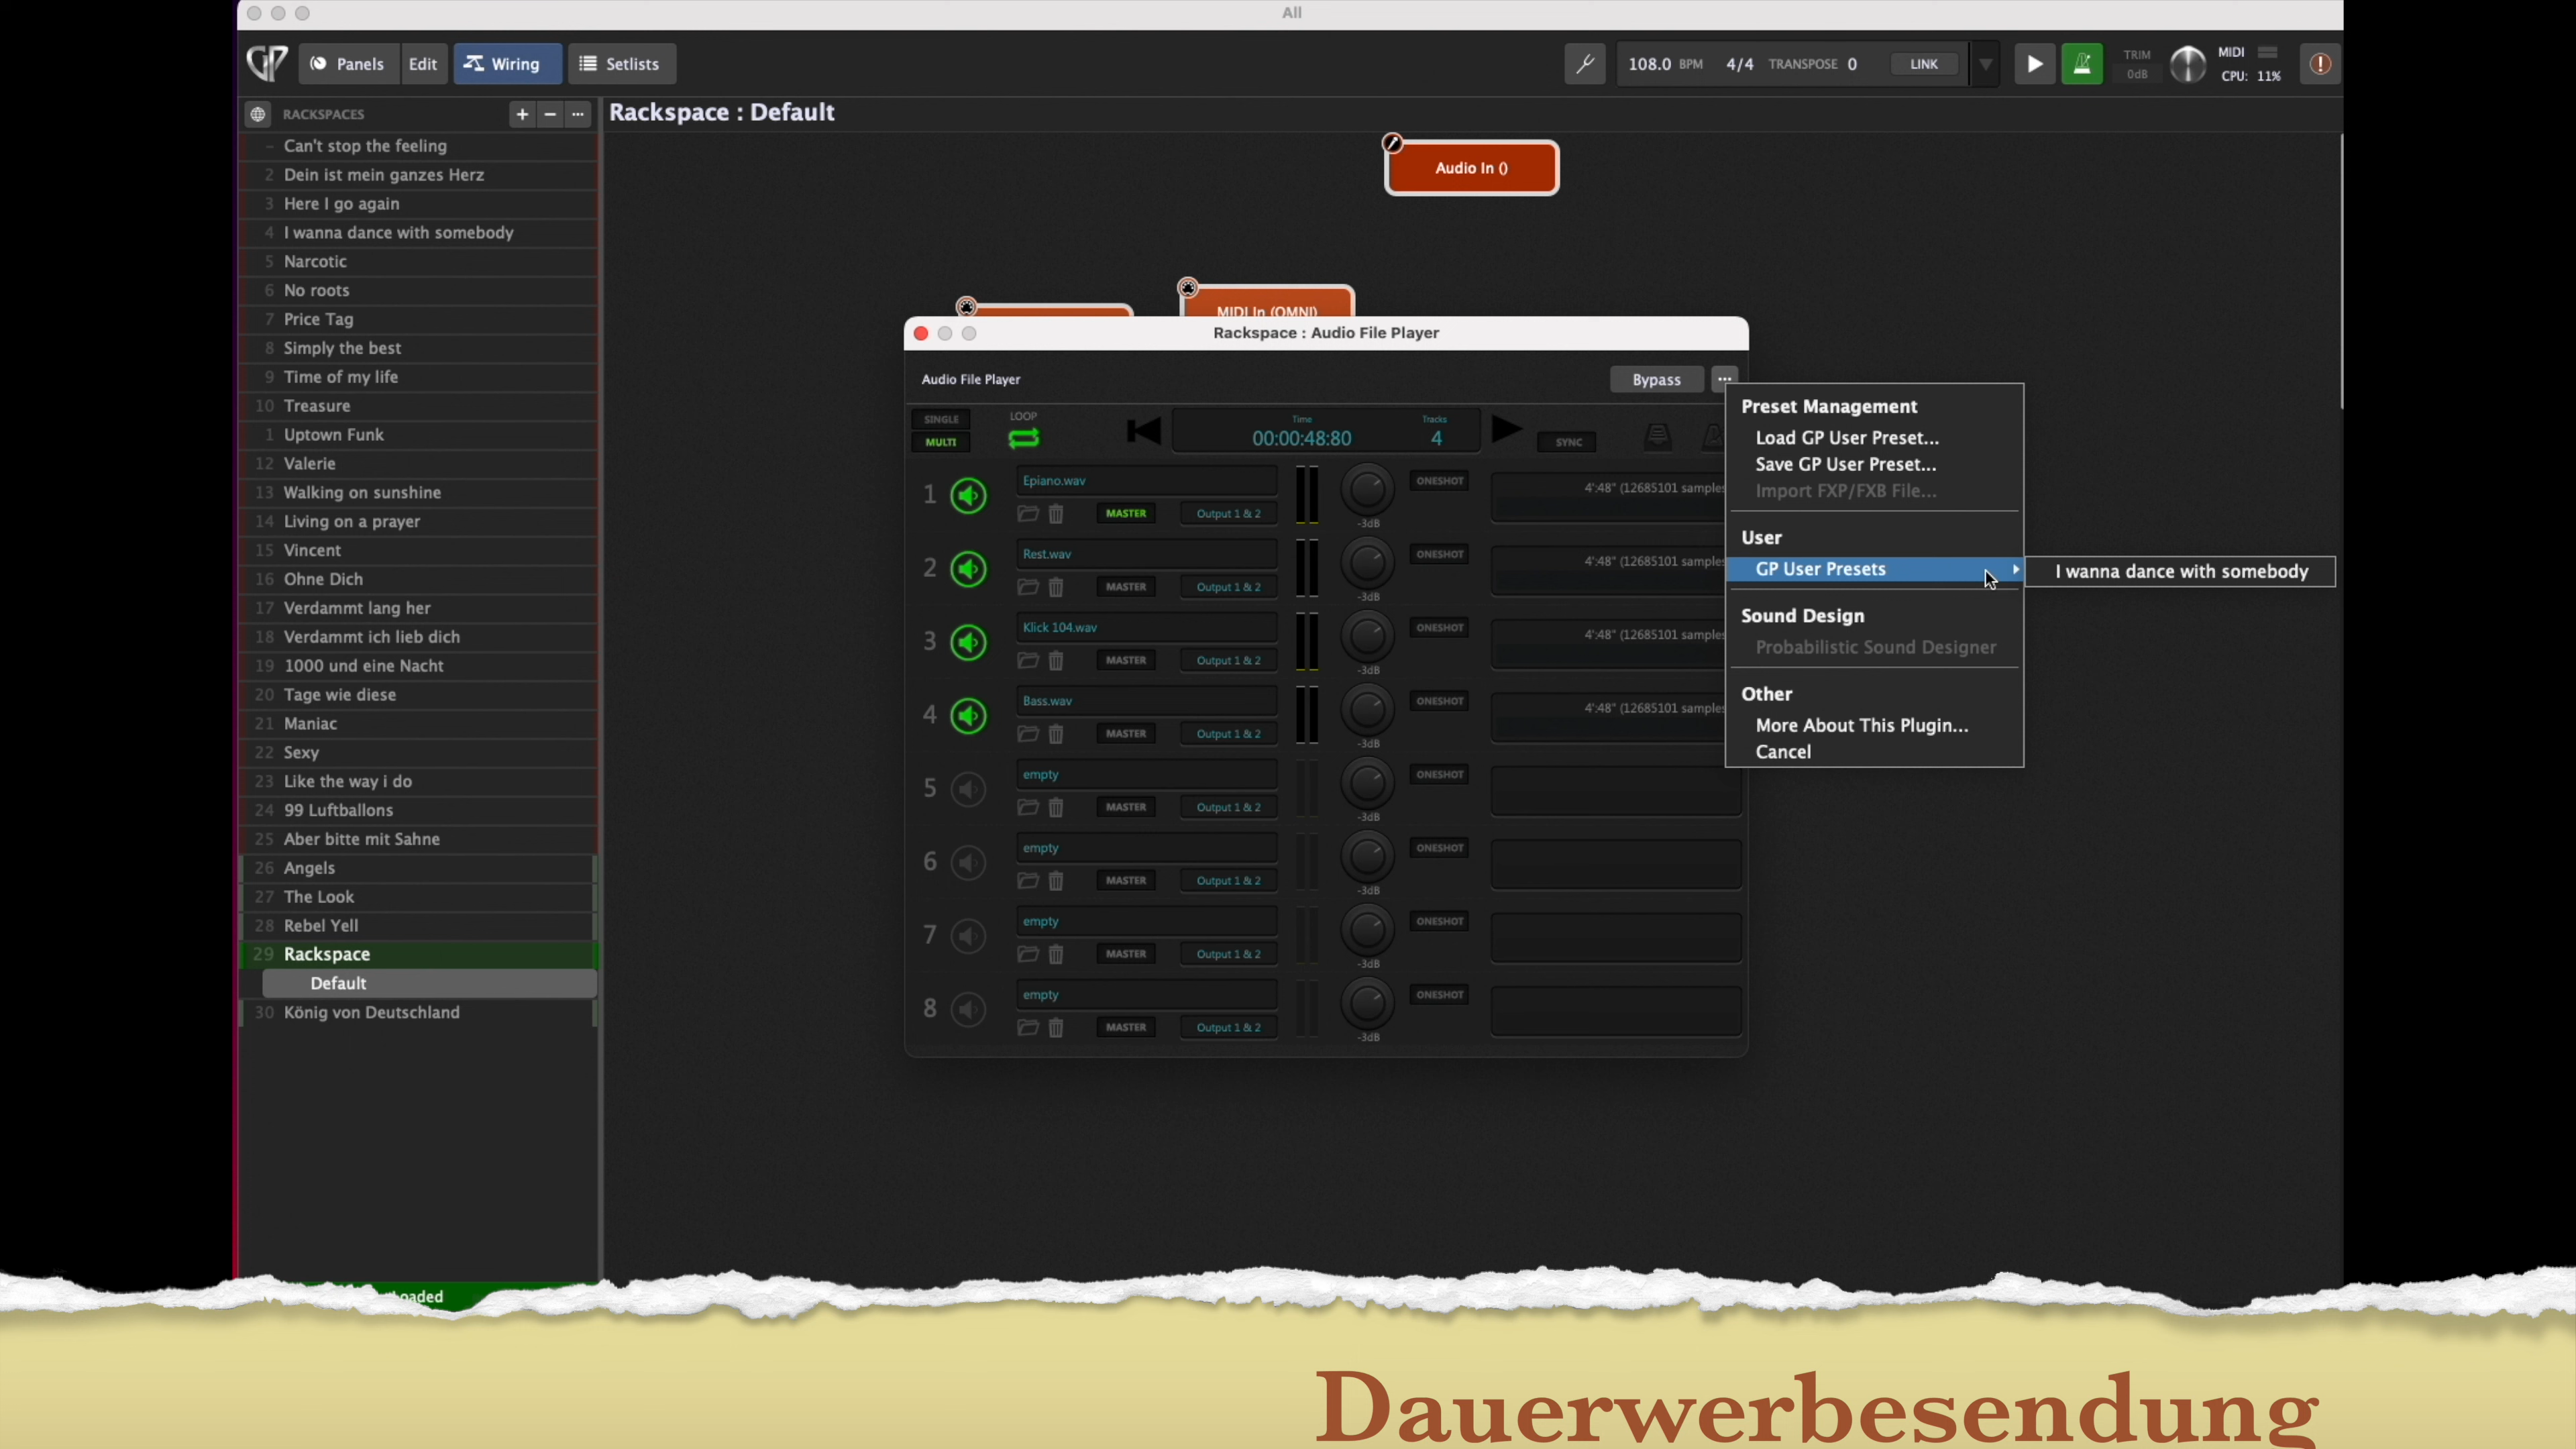 All
GP Panels Edit Wiring Setlists
108.0 BPM 4/4 TRANSPOSE 0 LINK
TRIM 0dB
MIDI
CPU: 11%
RACKSPACES + − ...
Rackspace : Default
– Can't stop the feeling
2 Dein ist mein ganzes Herz
3 Here I go again
4 I wanna dance with somebody
5 Narcotic
6 No roots
7 Price Tag
8 Simply the best
9 Time of my life
10 Treasure
1 Uptown Funk
12 Valerie
13 Walking on sunshine
14 Living on a prayer
15 Vincent
16 Ohne Dich
17 Verdammt lang her
18 Verdammt ich lieb dich
19 1000 und eine Nacht
20 Tage wie diese
21 Maniac
22 Sexy
23 Like the way i do
24 99 Luftballons
25 Aber bitte mit Sahne
26 Angels
27 The Look
28 Rebel Yell
29 Rackspace
Default
30 König von Deutschland
Audio In ()
MIDI In (OMNI)
Rackspace : Audio File Player
Audio File Player Bypass ...
SINGLE
MULTI
LOOP
Time
00:00:48:80
Tracks
4
SYNC
1 Epiano.wav ONESHOT 4':48" (12685101 samples
MASTER Output 1 & 2 -3dB
2 Rest.wav ONESHOT 4':48" (12685101 samples
MASTER Output 1 & 2 -3dB
3 Klick 104.wav ONESHOT 4':48" (12685101 samples
MASTER Output 1 & 2 -3dB
4 Bass.wav ONESHOT 4':48" (12685101 samples
MASTER Output 1 & 2 -3dB
5 empty ONESHOT
MASTER Output 1 & 2 -3dB
6 empty ONESHOT
MASTER Output 1 & 2 -3dB
7 empty ONESHOT
MASTER Output 1 & 2 -3dB
8 empty ONESHOT
MASTER Output 1 & 2 -3dB
Preset Management
Load GP User Preset...
Save GP User Preset...
Import FXP/FXB File...
User
GP User Presets
I wanna dance with somebody
Sound Design
Probabilistic Sound Designer
Other
More About This Plugin...
Cancel
Dauerwerbesendung